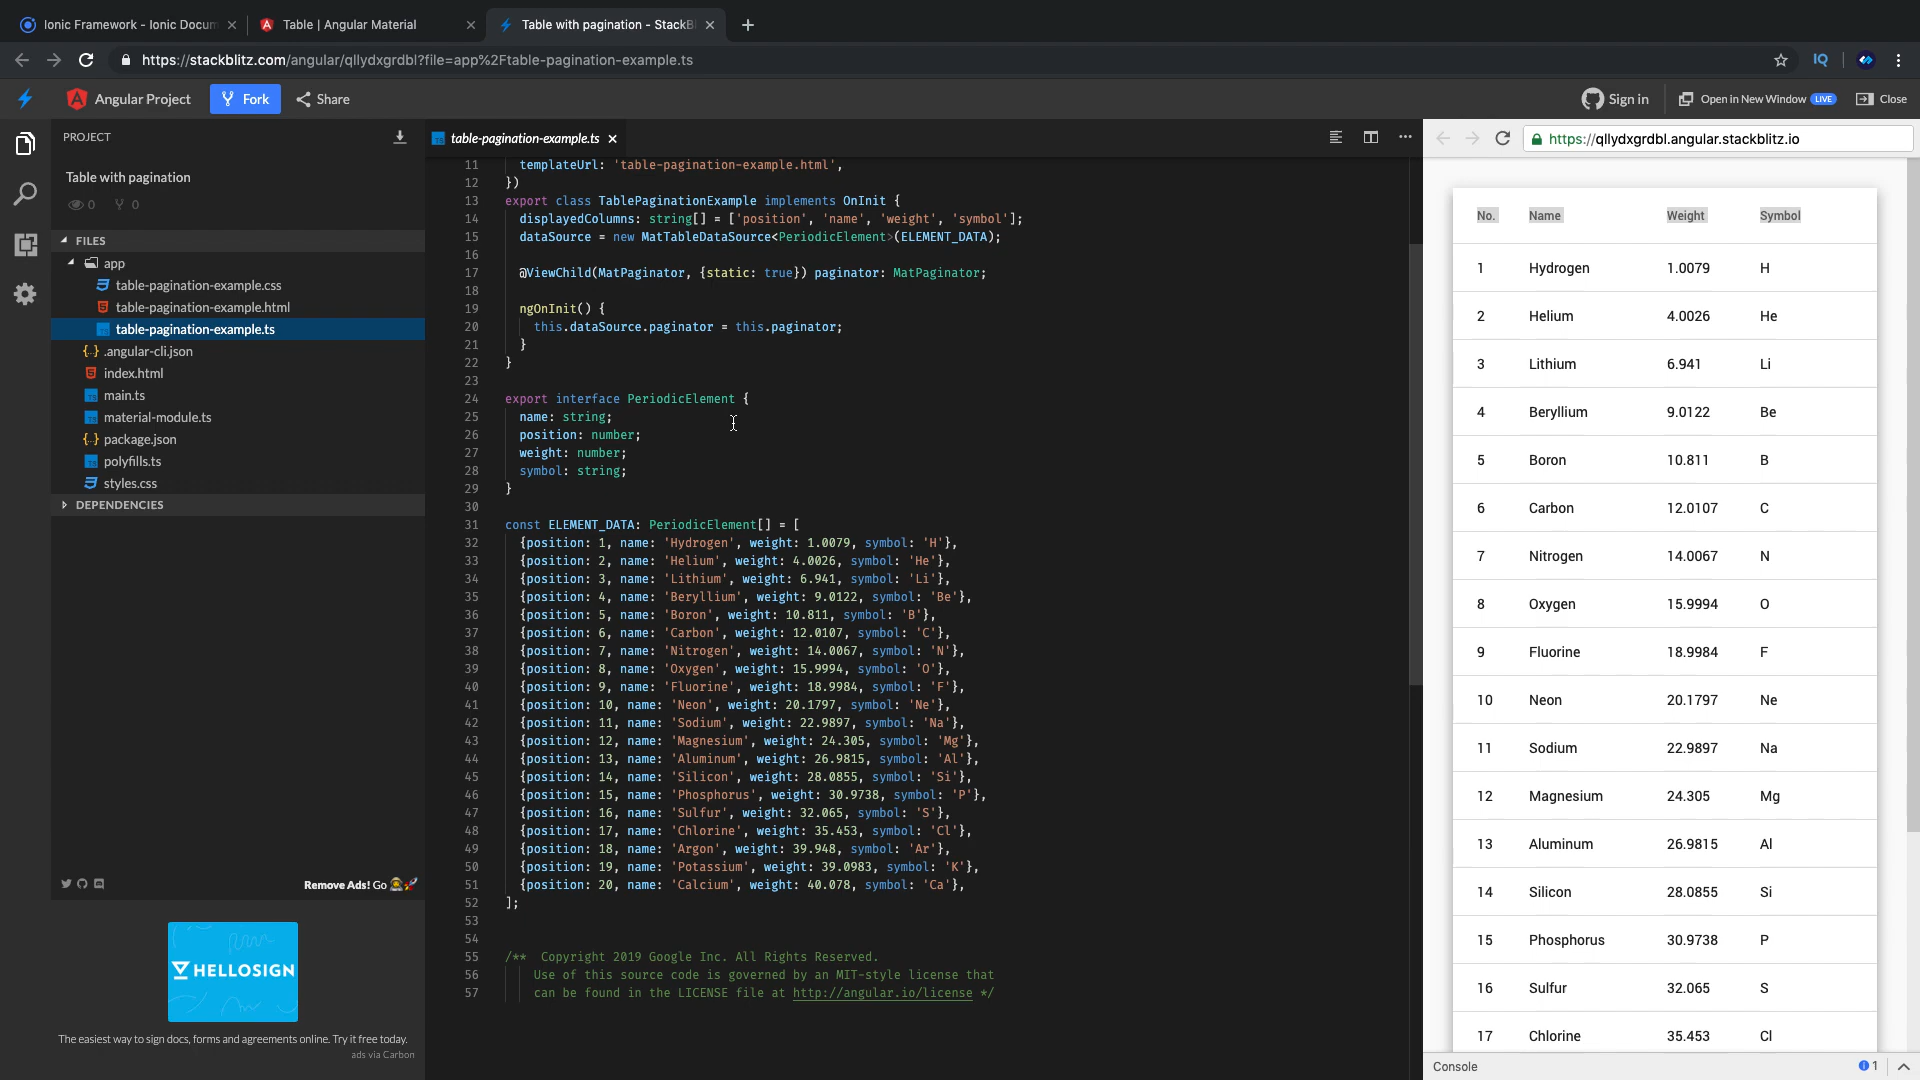 Ionic Framework - Ionic Docum
Table | Angular Material
Table with pagination - StackB
https://stackblitz.com/angular/qllydxgrdbl?file=app%2Ftable-pagination-example.ts
IQ
Angular Project
Fork
Share
Sign in
Open in New Window LIVE
Close
PROJECT
Table with pagination
0 0
FILES
app
table-pagination-example.css
table-pagination-example.html
table-pagination-example.ts
.angular-cli.json
index.html
main.ts
material-module.ts
package.json
polyfills.ts
styles.css
DEPENDENCIES
Remove Ads! Go
HELLOSIGN
The easiest way to sign docs, forms and agreements online. Try it free today.
ads via Carbon
table-pagination-example.ts
11 templateUrl: 'table-pagination-example.html',
12 })
13 export class TablePaginationExample implements OnInit {
14 displayedColumns: string[] = ['position', 'name', 'weight', 'symbol'];
15 dataSource = new MatTableDataSource<PeriodicElement>(ELEMENT_DATA);
16
17 @ViewChild(MatPaginator, {static: true}) paginator: MatPaginator;
18
19 ngOnInit() {
20 this.dataSource.paginator = this.paginator;
21 }
22 }
23
24 export interface PeriodicElement {
25 name: string;
26 position: number;
27 weight: number;
28 symbol: string;
29 }
30
31 const ELEMENT_DATA: PeriodicElement[] = [
32 {position: 1, name: 'Hydrogen', weight: 1.0079, symbol: 'H'},
33 {position: 2, name: 'Helium', weight: 4.0026, symbol: 'He'},
34 {position: 3, name: 'Lithium', weight: 6.941, symbol: 'Li'},
35 {position: 4, name: 'Beryllium', weight: 9.0122, symbol: 'Be'},
36 {position: 5, name: 'Boron', weight: 10.811, symbol: 'B'},
37 {position: 6, name: 'Carbon', weight: 12.0107, symbol: 'C'},
38 {position: 7, name: 'Nitrogen', weight: 14.0067, symbol: 'N'},
39 {position: 8, name: 'Oxygen', weight: 15.9994, symbol: 'O'},
40 {position: 9, name: 'Fluorine', weight: 18.9984, symbol: 'F'},
41 {position: 10, name: 'Neon', weight: 20.1797, symbol: 'Ne'},
42 {position: 11, name: 'Sodium', weight: 22.9897, symbol: 'Na'},
43 {position: 12, name: 'Magnesium', weight: 24.305, symbol: 'Mg'},
44 {position: 13, name: 'Aluminum', weight: 26.9815, symbol: 'Al'},
45 {position: 14, name: 'Silicon', weight: 28.0855, symbol: 'Si'},
46 {position: 15, name: 'Phosphorus', weight: 30.9738, symbol: 'P'},
47 {position: 16, name: 'Sulfur', weight: 32.065, symbol: 'S'},
48 {position: 17, name: 'Chlorine', weight: 35.453, symbol: 'Cl'},
49 {position: 18, name: 'Argon', weight: 39.948, symbol: 'Ar'},
50 {position: 19, name: 'Potassium', weight: 39.0983, symbol: 'K'},
51 {position: 20, name: 'Calcium', weight: 40.078, symbol: 'Ca'},
52 ];
53
54
55 /** Copyright 2019 Google Inc. All Rights Reserved.
56 Use of this source code is governed by an MIT-style license that
57 can be found in the LICENSE file at http://angular.io/license */
https://qllydxgrdbl.angular.stackblitz.io
No. Name Weight Symbol
1 Hydrogen 1.0079 H
2 Helium 4.0026 He
3 Lithium 6.941 Li
4 Beryllium 9.0122 Be
5 Boron 10.811 B
6 Carbon 12.0107 C
7 Nitrogen 14.0067 N
8 Oxygen 15.9994 O
9 Fluorine 18.9984 F
10 Neon 20.1797 Ne
11 Sodium 22.9897 Na
12 Magnesium 24.305 Mg
13 Aluminum 26.9815 Al
14 Silicon 28.0855 Si
15 Phosphorus 30.9738 P
16 Sulfur 32.065 S
17 Chlorine 35.453 Cl
Console
1